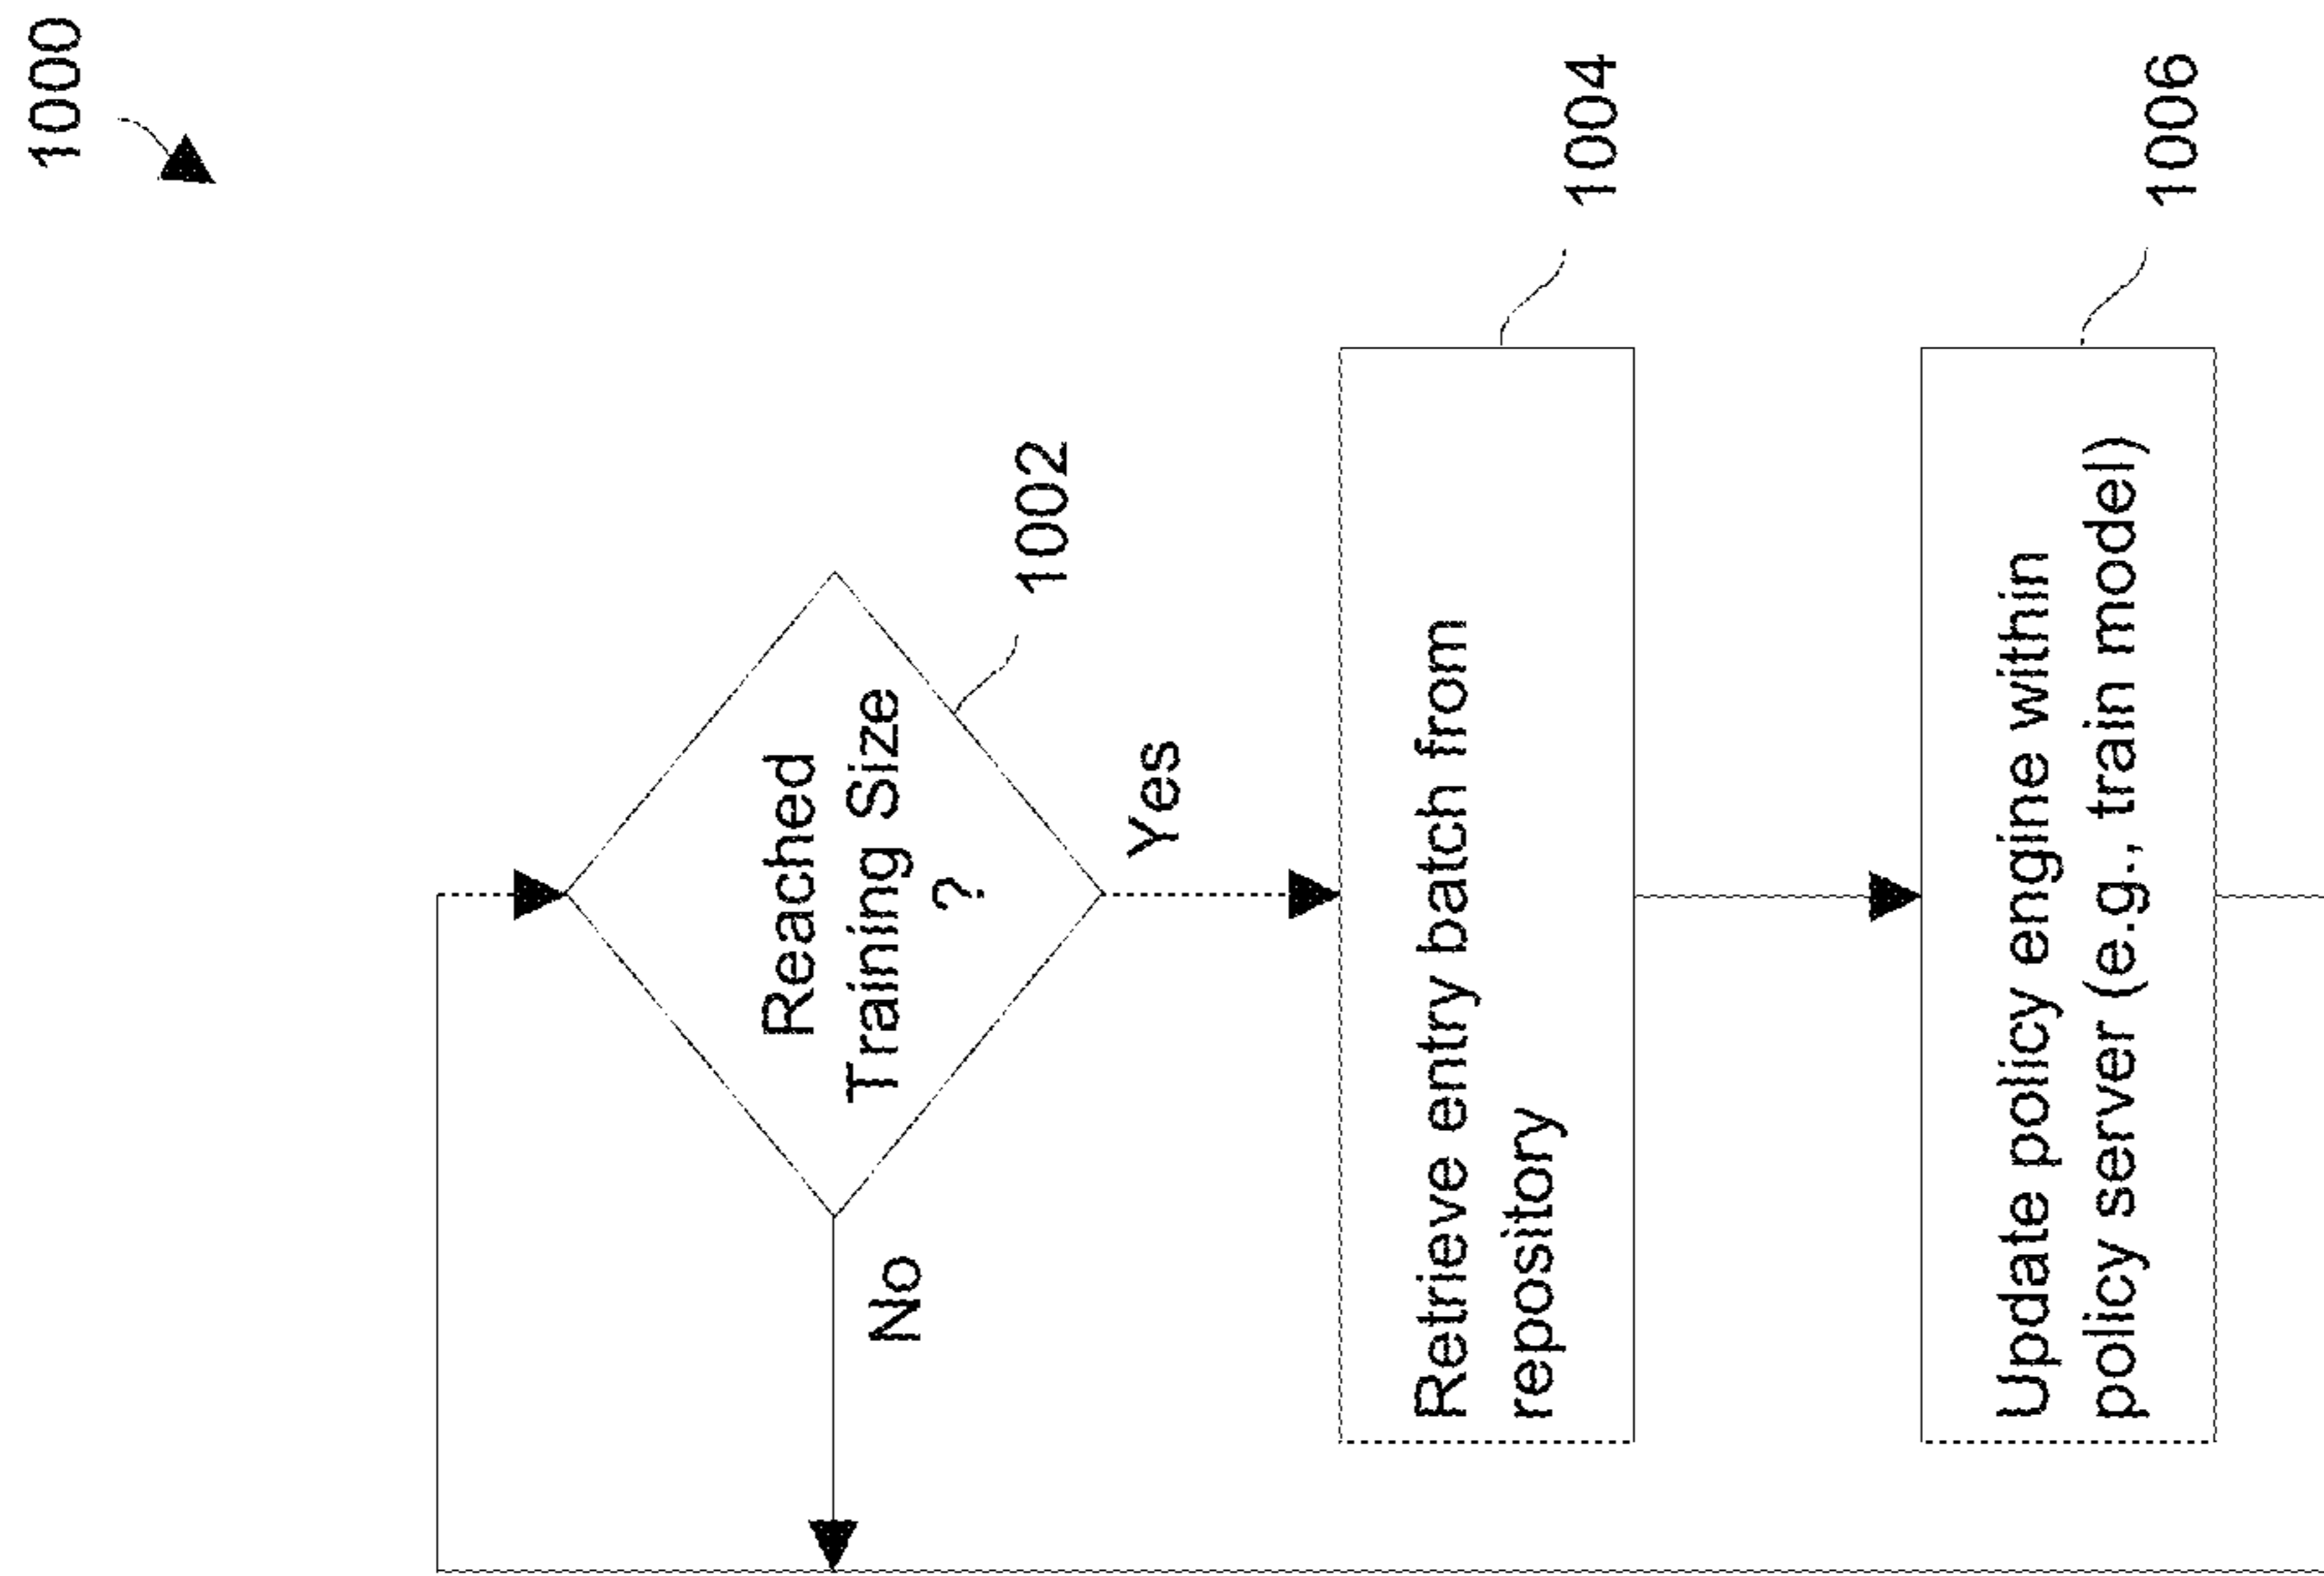 1000
Reached
Training Size
?
1002
No
Yes
Retrieve entry batch from
repository
1004
Update policy engine within
policy server (e.g., train model)
1006